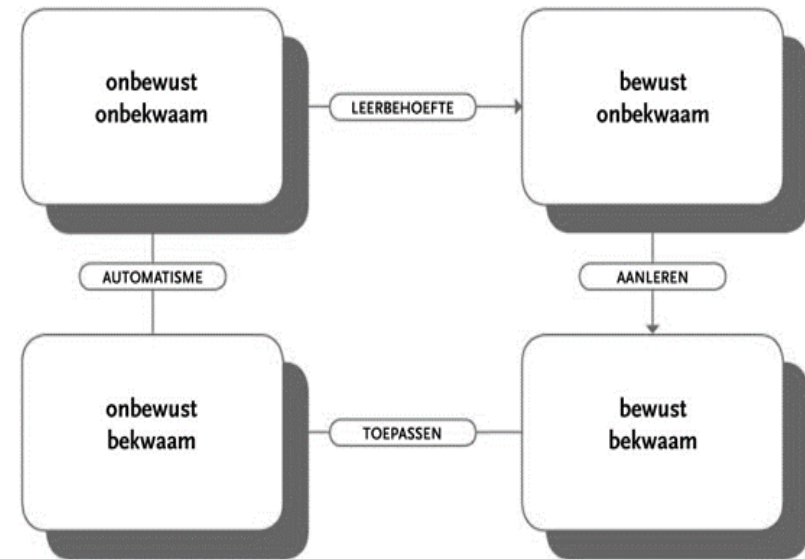 onbewust
onbekwaam
LEERBEHOEFTE
bewust
onbekwaam
AUTOMATISME
AANLEREN
onbewust
bekwaam
TOEPASSEN
bewust
bekwaam